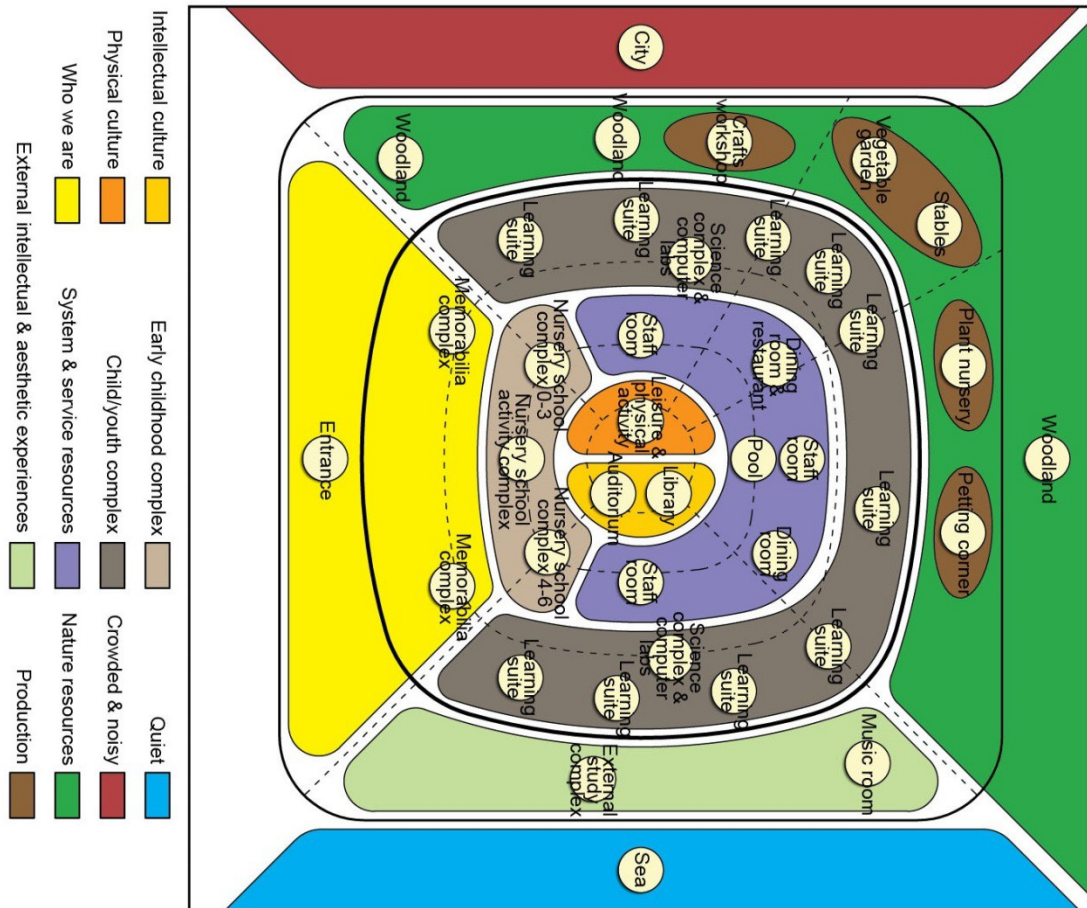 Woodland
Plant nursery
Petting corner
Stables
Vegetable
garden
Learning
suite
Learning
suite
Music room
Learning
suite
Learning
suite
Staff
room
Dining
room &
restaurant
Dining
room
Learning
suite
Pool
Learning
suite
Crafts
workshop
Science
complex &
computer
labs
Library
Science
complex &
computer
labs
City
Woodland
Learning
suite
Staff
room
Leisure &
physical
activity
Auditorium
Staff
room
Learning
suite
Sea
External
study
complex
Nursery school
complex 0-3
Nursery school
complex 4-6
Learning
suite
Nursery school
activity complex
Learning
suite
Memorabilia
complex
Memorabilia
complex
Woodland
Entrance
Intellectual culture
Early childhood complex
Quiet
Physical culture
Child/youth complex
Crowded & noisy
Who we are
System & service resources
Nature resources
External intellectual & aesthetic experiences
Production